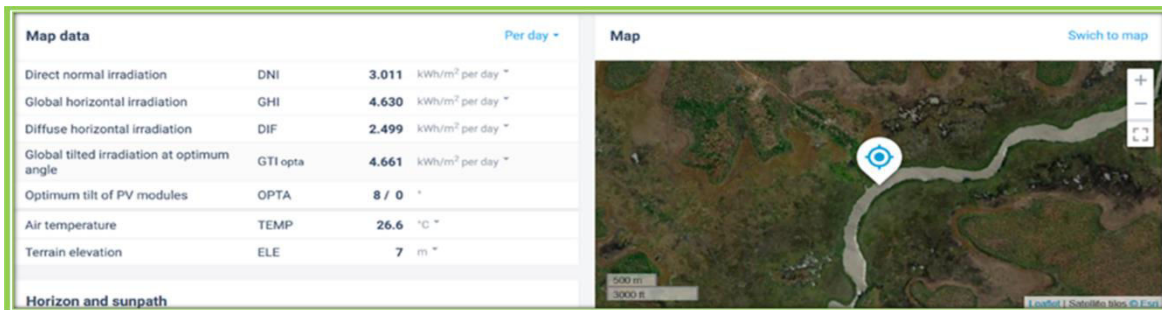 Map data Per day
Direct normal irradiation DNI 3.011 kWh/m² per day
Global horizontal irradiation GHI 4.630 kWh/m² per day
Diffuse horizontal irradiation DIF 2.499 kWh/m² per day
Global tilted irradiation at optimum
angle GTI opta 4.661 kWh/m² per day
Optimum tilt of PV modules OPTA 8 / 0 °
Air temperature TEMP 26.6 °C
Terrain elevation ELE 7 m
Horizon and sunpath
Map Swich to map
+
−
500 m
3000 ft
Leaflet | Satellite tiles © Esri